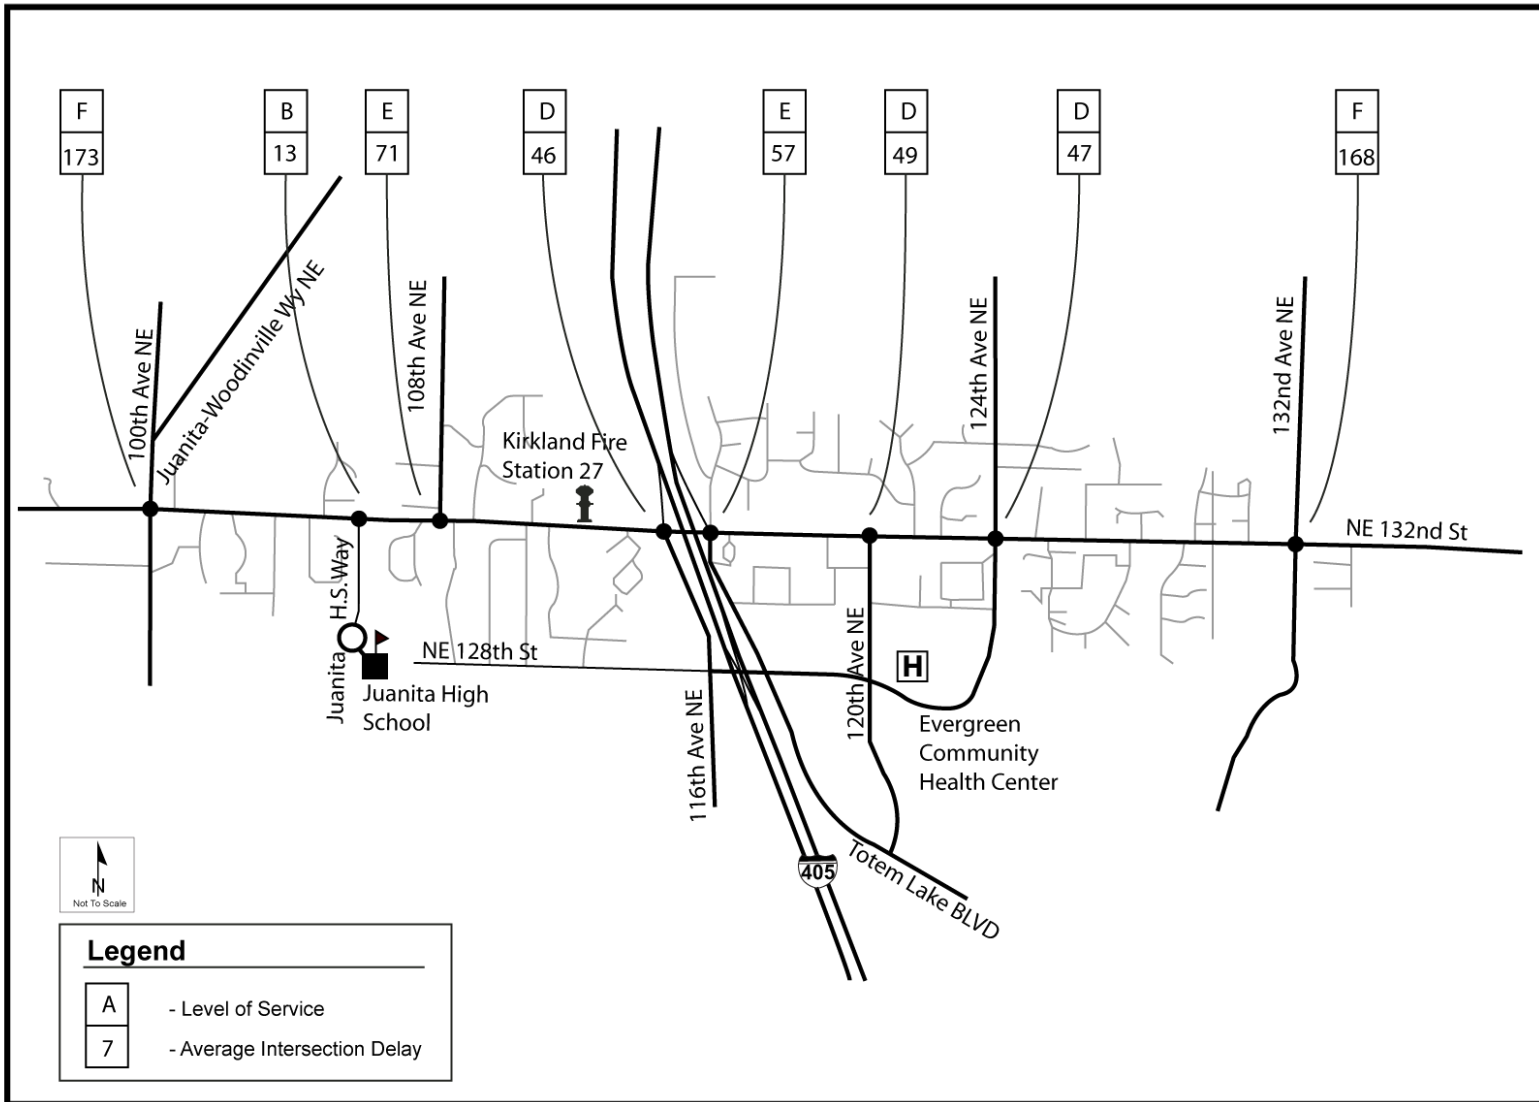 F
173
B
13
E
71
D
46
E
57
D
49
D
47
F
168
100th Ave NE
Juanita-Woodinville Wy NE
108th Ave NE
Kirkland Fire
Station 27
124th Ave NE
132nd Ave NE
NE 132nd St
Juanita H.S. Way
NE 128th St
Juanita High
School
116th Ave NE
120th Ave NE
H
Evergreen
Community
Health Center
405
Totem Lake BLVD
N
Not To Scale
Legend
A
- Level of Service
7
- Average Intersection Delay